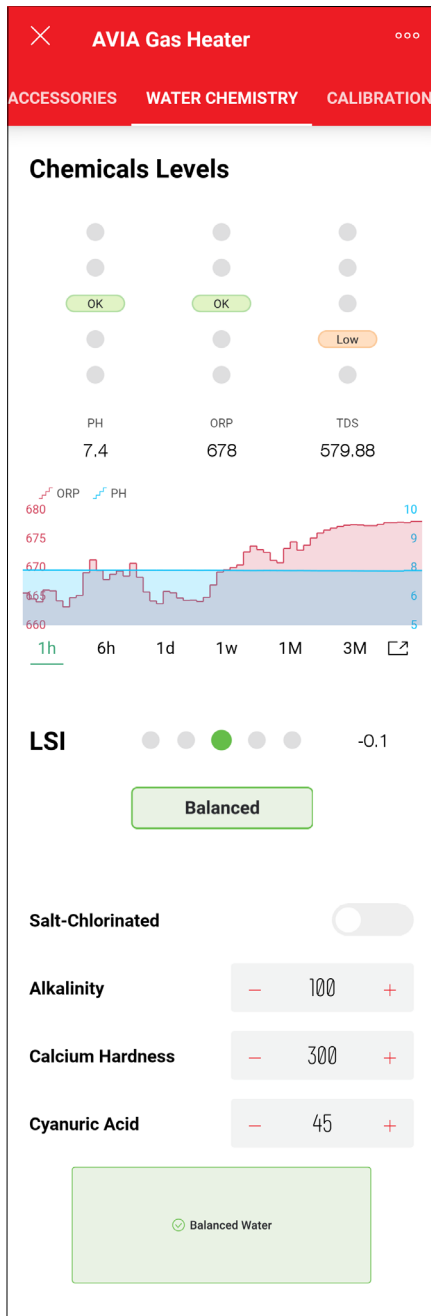 AVIA Gas Heater
ACCESSORIES WATER CHEMISTRY CALIBRATION
Chemicals Levels
OK OK
Low
PH ORP TDS
7.4 678 579.88
ORP PH
680 10
675 9
670 8
665 6
660 5
1h 6h 1d 1w 1M 3M
LSI -0.1
Balanced
Salt-Chlorinated
Alkalinity − 100 +
Calcium Hardness − 300 +
Cyanuric Acid − 45 +
Balanced Water